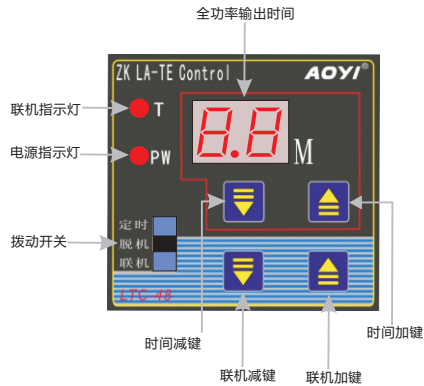 全功率输出时间
ZK LA-TE Control
AOYI®
联机指示灯
T
8.8
M
电源指示灯
PW
定时
拨动开关
脱机
联机
LTC-48
时间减键
时间加键
联机减键
联机加键